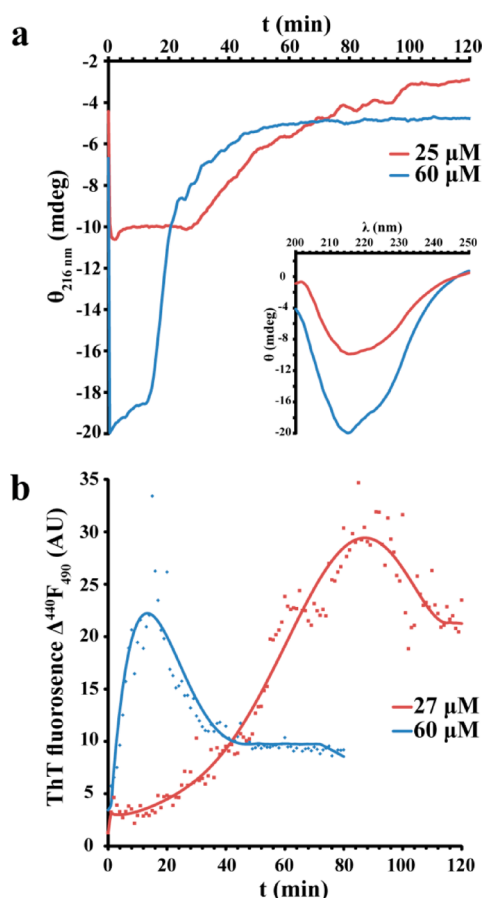 a
t (min)
0 20 40 60 80 100 120
-2
-4
-6
-8
-10
-12
-14
-16
-18
-20
θ216 nm (mdeg)
25 μM
60 μM
λ (nm)
200 210 220 230 240 250
0
-4
-8
-12
-16
-20
θ (mdeg)
b
35
30
25
20
15
10
5
0
ThT fluorosence Δ440F490 (AU)
27 μM
60 μM
0 20 40 60 80 100 120
t (min)